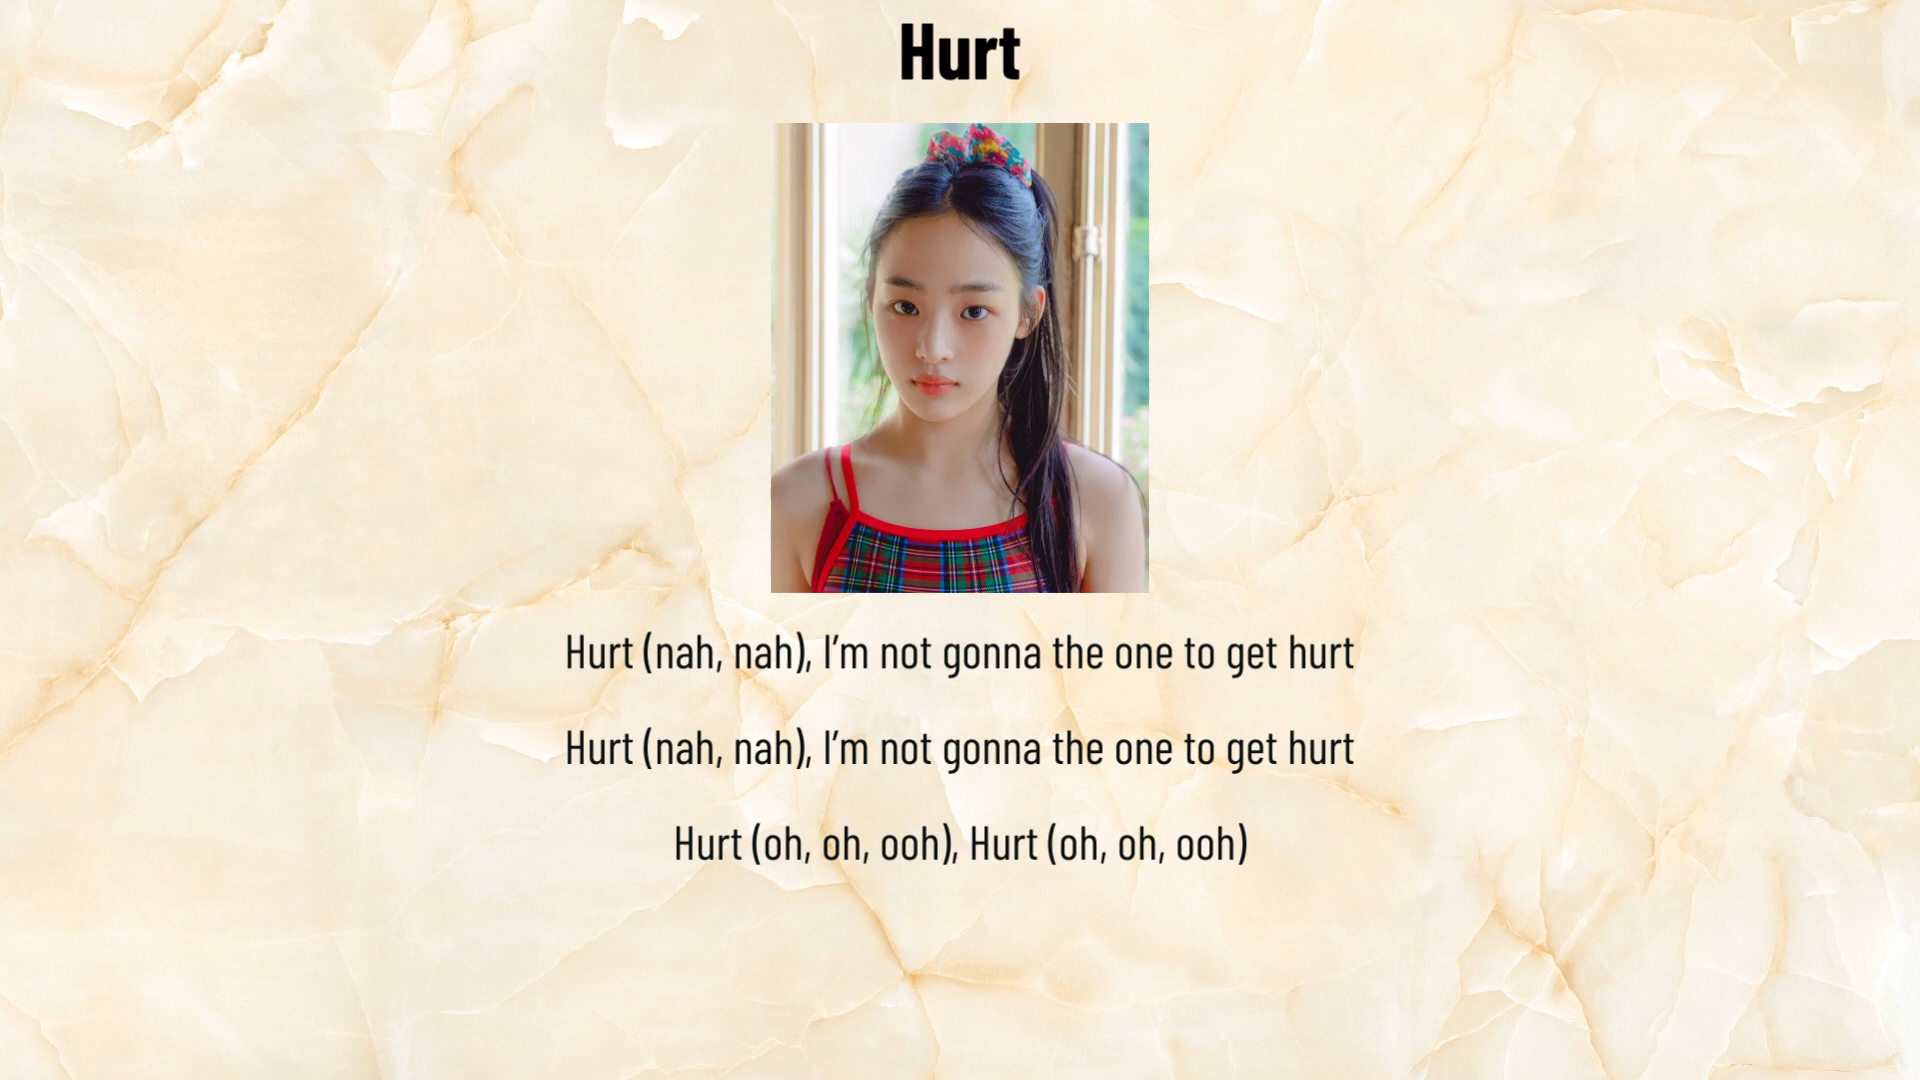 Hurt
Hurt (nah, nah), I’m not gonna the one to get hurt
Hurt (nah, nah), I’m not gonna the one to get hurt
Hurt (oh, oh, ooh), Hurt (oh, oh, ooh)